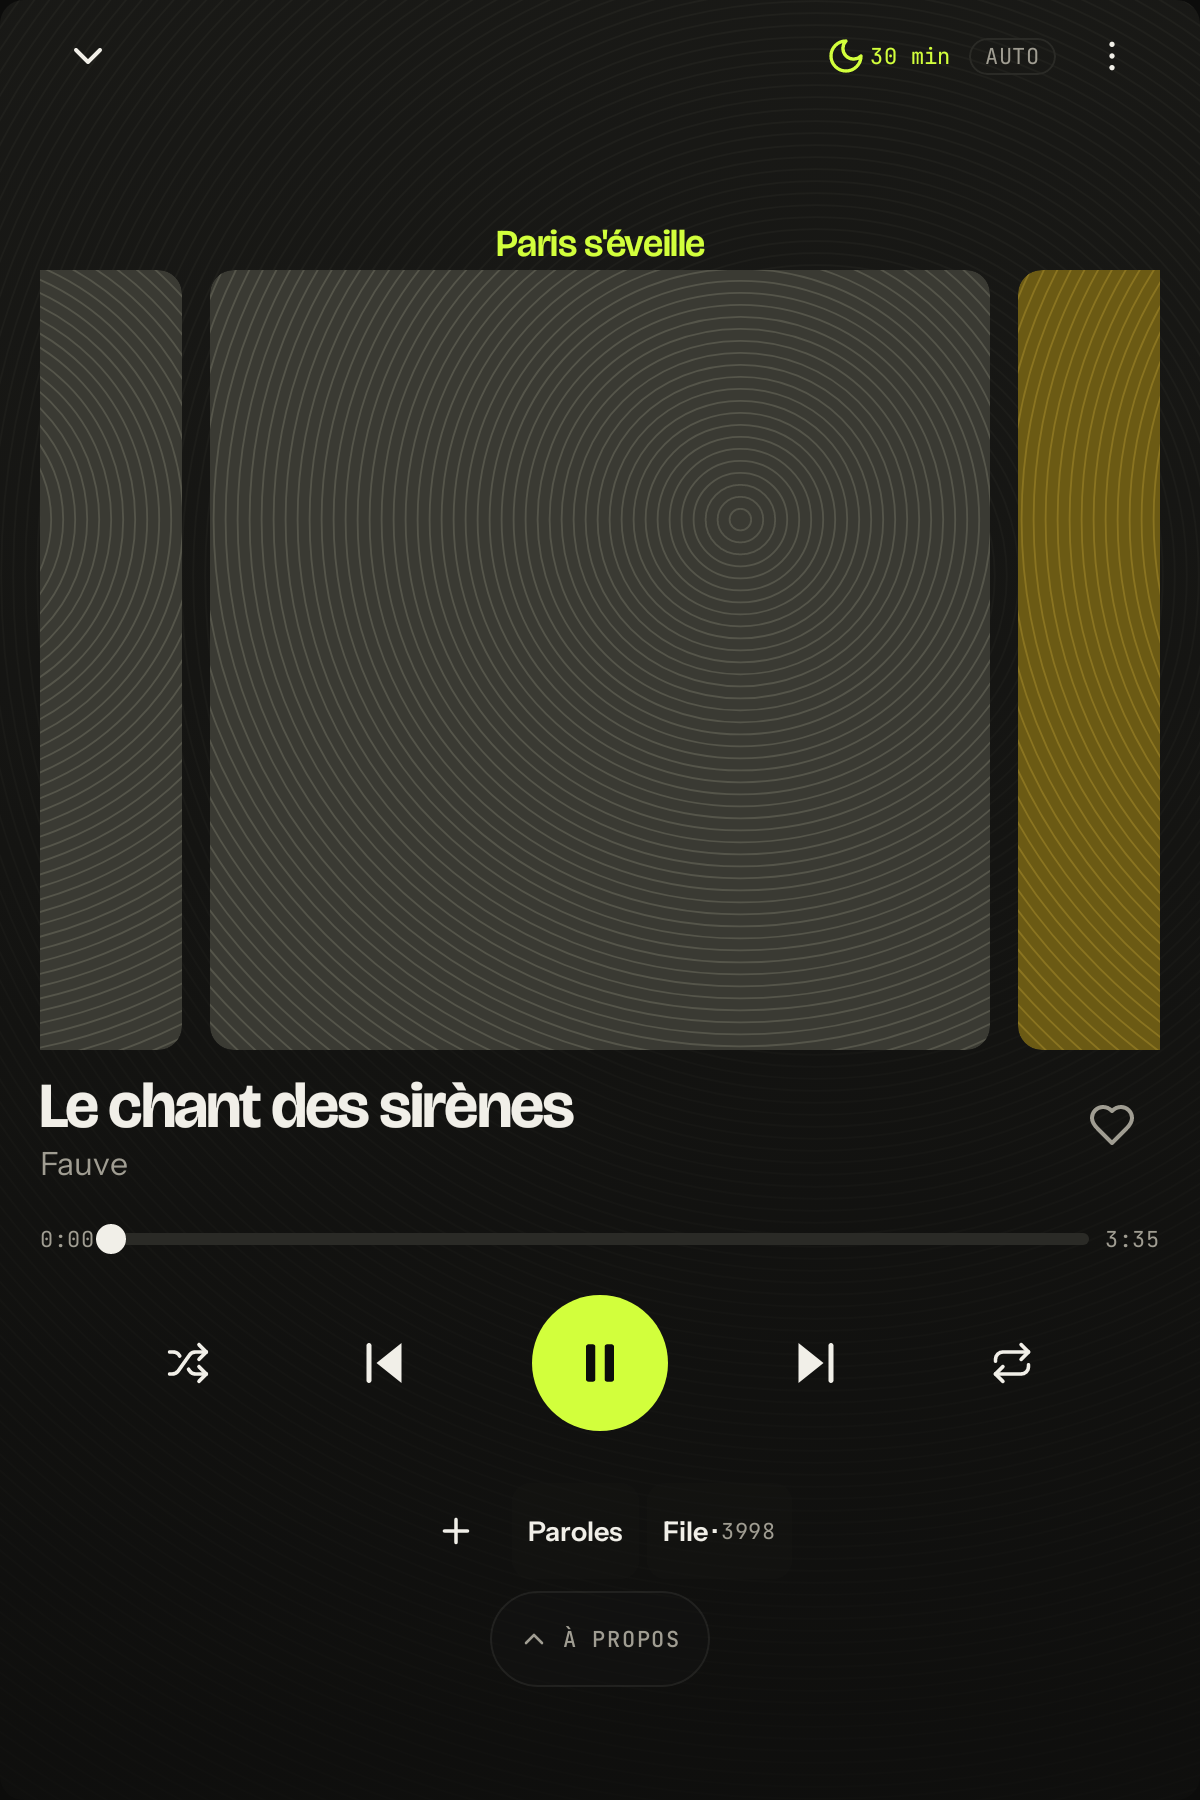 30 min AUTO
Paris s'éveille
Le chant des sirènes
Fauve
0:00 3:35
Paroles File·3998
À PROPOS